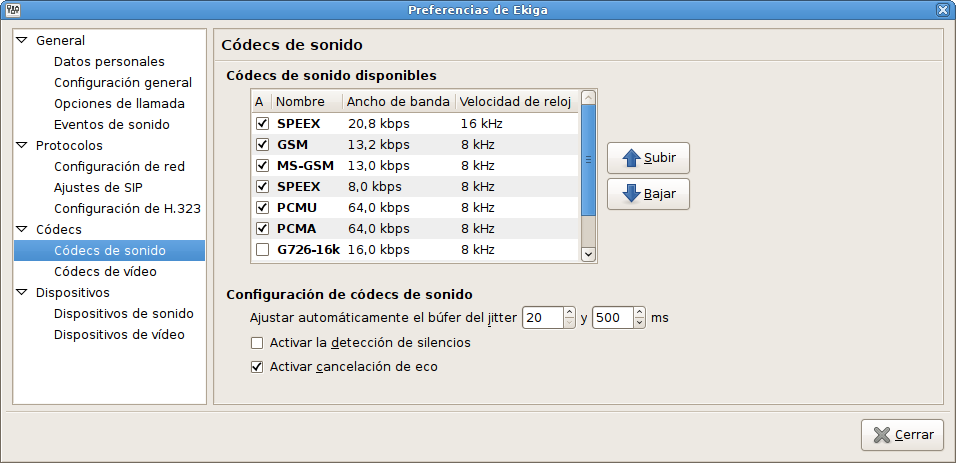 Preferencias de Ekiga
General
Datos personales
Configuración general
Opciones de llamada
Eventos de sonido
Protocolos
Configuración de red
Ajustes de SIP
Configuración de H.323
Códecs
Códecs de sonido
Códecs de vídeo
Dispositivos
Dispositivos de sonido
Dispositivos de vídeo
Códecs de sonido
Códecs de sonido disponibles
A Nombre Ancho de banda Velocidad de reloj
SPEEX 20,8 kbps 16 kHz
GSM 13,2 kbps 8 kHz
MS-GSM 13,0 kbps 8 kHz
SPEEX 8,0 kbps 8 kHz
PCMU 64,0 kbps 8 kHz
PCMA 64,0 kbps 8 kHz
G726-16k 16,0 kbps 8 kHz
Subir
Bajar
Configuración de códecs de sonido
Ajustar automáticamente el búfer del jitter 20 y 500 ms
Activar la detección de silencios
Activar cancelación de eco
Cerrar